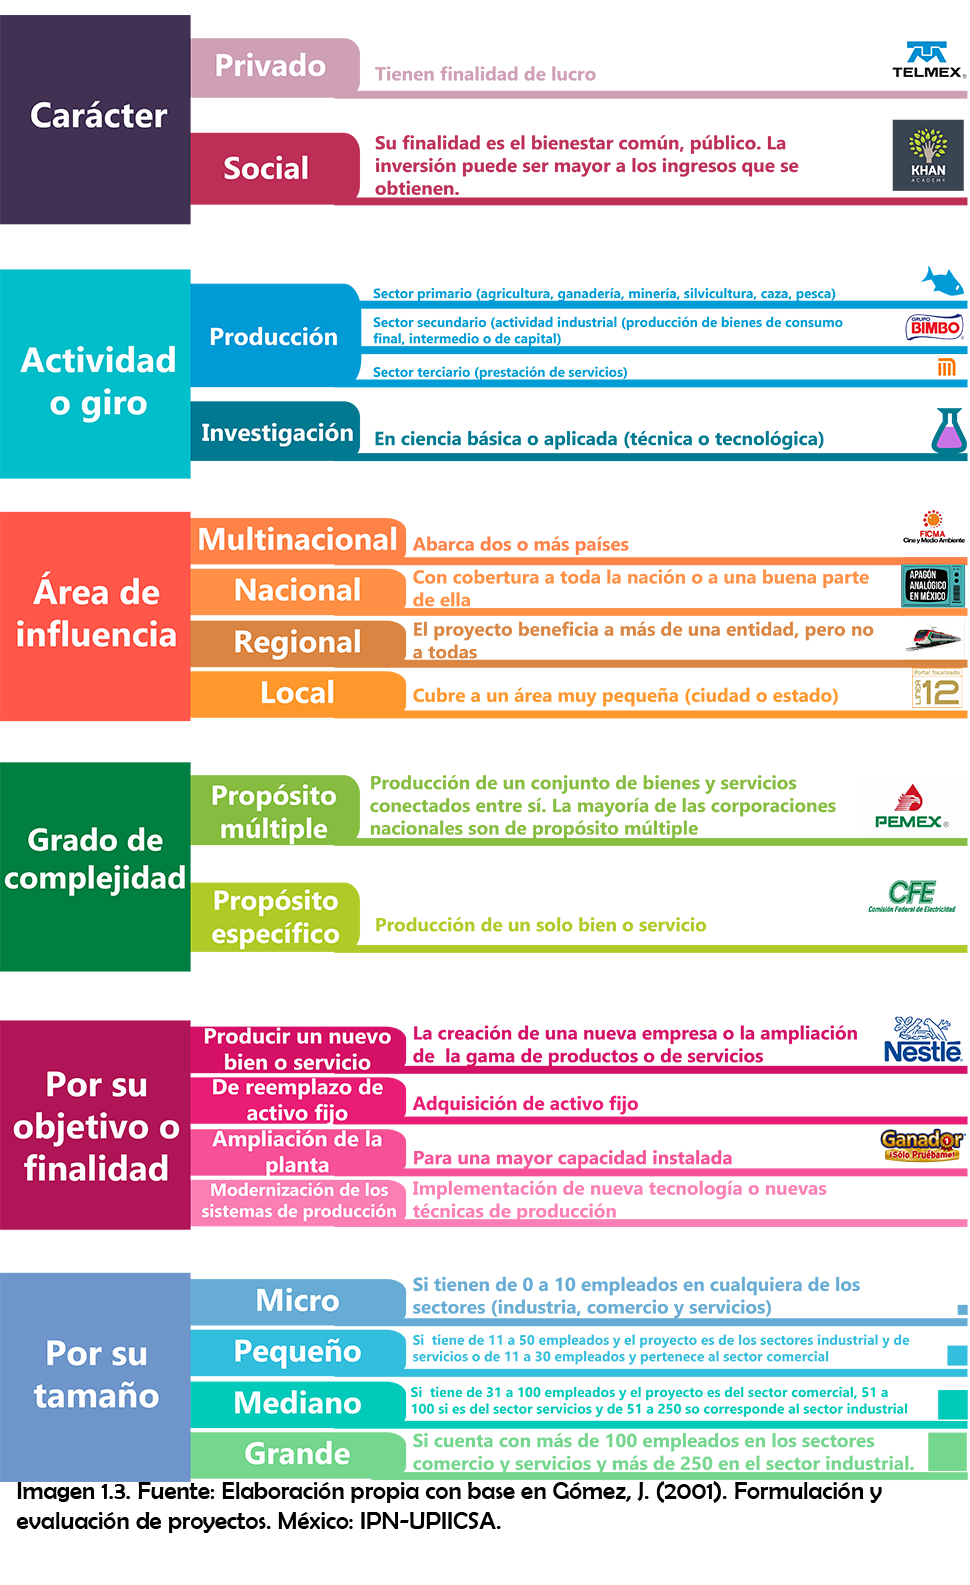 Carácter
Privado
Tienen finalidad de lucro
TELMEX®
Social
Su finalidad es el bienestar común, público. La
inversión puede ser mayor a los ingresos que se
obtienen.
KHAN
ACADEMY
Actividad
o giro
Producción
Sector primario (agricultura, ganadería, minería, silvicultura, caza, pesca)
Sector secundario (actividad industrial (producción de bienes de consumo
final, intermedio o de capital)
GRUPO
BIMBO
Sector terciario (prestación de servicios)
Investigación
En ciencia básica o aplicada (técnica o tecnológica)
Área de
influencia
Multinacional
Abarca dos o más países
FICMA
Cine y Medio Ambiente
Nacional
Con cobertura a toda la nación o a una buena parte
de ella
APAGÓN
ANALÓGICO
EN MÉXICO
Regional
El proyecto beneficia a más de una entidad, pero no
a todas
Local
Cubre a un área muy pequeña (ciudad o estado)
Portal focalizado
LINEA
12
Grado de
complejidad
Propósito
múltiple
Producción de un conjunto de bienes y servicios
conectados entre sí. La mayoría de las corporaciones
nacionales son de propósito múltiple
PEMEX®
Propósito
específico
Producción de un solo bien o servicio
CFE
Comisión Federal de Electricidad
Por su
objetivo o
finalidad
Producir un nuevo
bien o servicio
La creación de una nueva empresa o la ampliación
de la gama de productos o de servicios
Nestlé
De reemplazo de
activo fijo
Adquisición de activo fijo
Ampliación de la
planta
Para una mayor capacidad instalada
Ganador
¡Sólo Pruébame!
Modernización de los
sistemas de producción
Implementación de nueva tecnología o nuevas
técnicas de producción
Por su
tamaño
Micro
Si tienen de 0 a 10 empleados en cualquiera de los
sectores (industria, comercio y servicios)
Pequeño
Si tiene de 11 a 50 empleados y el proyecto es de los sectores industrial y de
servicios o de 11 a 30 empleados y pertenece al sector comercial
Mediano
Si tiene de 31 a 100 empleados y el proyecto es del sector comercial, 51 a
100 si es del sector servicios y de 51 a 250 so corresponde al sector industrial
Grande
Si cuenta con más de 100 empleados en los sectores
comercio y servicios y más de 250 en el sector industrial.
Imagen 1.3. Fuente: Elaboración propia con base en Gómez, J. (2001). Formulación y
evaluación de proyectos. México: IPN-UPIICSA.